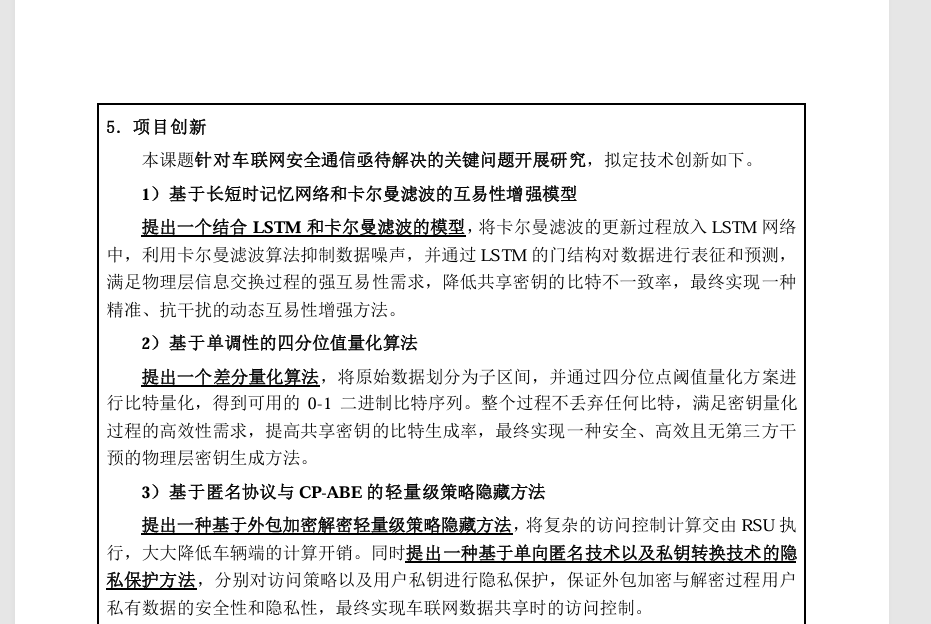 5. 项目创新
本课题针对车联网安全通信亟待解决的关键问题开展研究，拟定技术创新如下。
1）基于长短时记忆网络和卡尔曼滤波的互易性增强模型
提出一个结合 LSTM 和卡尔曼滤波的模型，将卡尔曼滤波的更新过程放入 LSTM 网络
中，利用卡尔曼滤波算法抑制数据噪声，并通过 LSTM 的门结构对数据进行表征和预测，
满足物理层信息交换过程的强互易性需求，降低共享密钥的比特不一致率，最终实现一种
精准、抗干扰的动态互易性增强方法。
2）基于单调性的四分位值量化算法
提出一个差分量化算法，将原始数据划分为子区间，并通过四分位点阈值量化方案进
行比特量化，得到可用的 0-1 二进制比特序列。整个过程不丢弃任何比特，满足密钥量化
过程的高效性需求，提高共享密钥的比特生成率，最终实现一种安全、高效且无第三方干
预的物理层密钥生成方法。
3）基于匿名协议与 CP-ABE 的轻量级策略隐藏方法
提出一种基于外包加密解密轻量级策略隐藏方法，将复杂的访问控制计算交由 RSU 执
行，大大降低车辆端的计算开销。同时提出一种基于单向匿名技术以及私钥转换技术的隐
私保护方法，分别对访问策略以及用户私钥进行隐私保护，保证外包加密与解密过程用户
私有数据的安全性和隐私性，最终实现车联网数据共享时的访问控制。